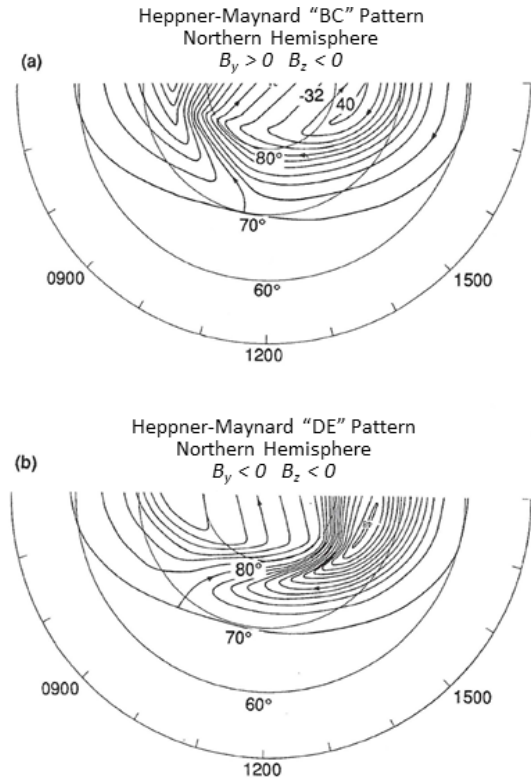 Heppner-Maynard “BC” Pattern
Northern Hemisphere
(a)
By > 0 Bz < 0
-32
40
80°
70°
60°
0900
1500
1200
Heppner-Maynard “DE” Pattern
Northern Hemisphere
(b)
By < 0 Bz < 0
80°
70°
60°
0900
1500
1200